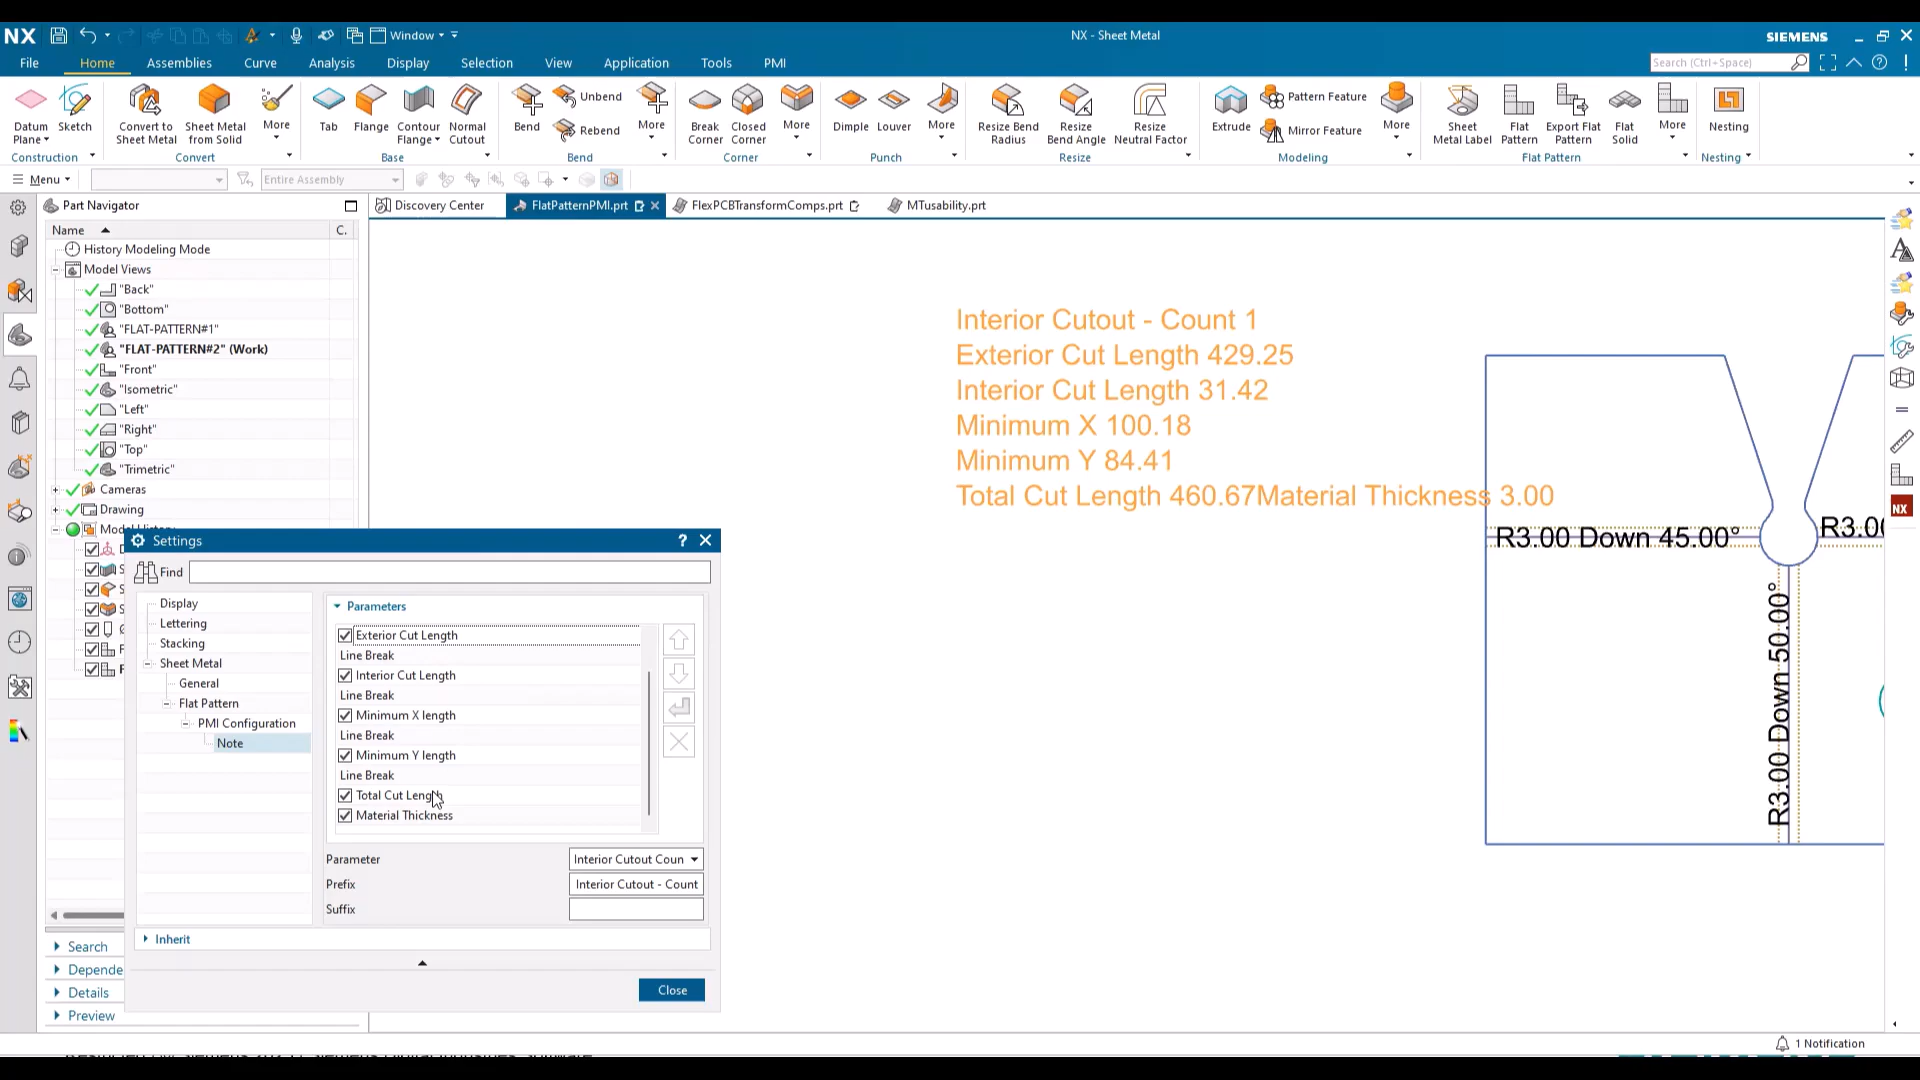 NX
Window
NX - Sheet Metal
SIEMENS
File Home Assemblies Curve Analysis Display Selection View Application Tools PMI
Search (Ctrl+Space)
Datum Plane
Sketch
Convert to Sheet Metal
Sheet Metal from Solid
More
Tab
Flange
Contour Flange
Normal Cutout
Bend
Unbend
Rebend
More
Break Corner
Closed Corner
More
Dimple
Louver
More
Resize Bend Radius
Resize Bend Angle
Resize Neutral Factor
Extrude
Pattern Feature
Mirror Feature
More
Sheet Metal Label
Flat Pattern
Export Flat Pattern
Flat Solid
More
Nesting
Construction Convert Base Bend Corner Punch Resize Modeling Flat Pattern Nesting
Menu
Entire Assembly
Part Navigator
Discovery Center
FlatPatternPMI.prt
FlexPCBTransformComps.prt
MTusability.prt
Name C.
History Modeling Mode
Model Views
"Back"
"Bottom"
"FLAT-PATTERN#1"
"FLAT-PATTERN#2" (Work)
"Front"
"Isometric"
"Left"
"Right"
"Top"
"Trimetric"
Cameras
Drawing
Interior Cutout - Count 1
Exterior Cut Length 429.25
Interior Cut Length 31.42
Minimum X 100.18
Minimum Y 84.41
Total Cut Length 460.67Material Thickness 3.00
R3.00 Down 45.00°
R3.00 Down 50.00°
Settings
?
Find
Display
Lettering
Stacking
Sheet Metal
General
Flat Pattern
PMI Configuration
Note
Parameters
Exterior Cut Length
Line Break
Interior Cut Length
Line Break
Minimum X length
Line Break
Minimum Y length
Line Break
Total Cut Length
Material Thickness
Parameter Interior Cutout Coun
Prefix Interior Cutout - Count
Suffix
Inherit
Close
Search
Depende
Details
Preview
1 Notification